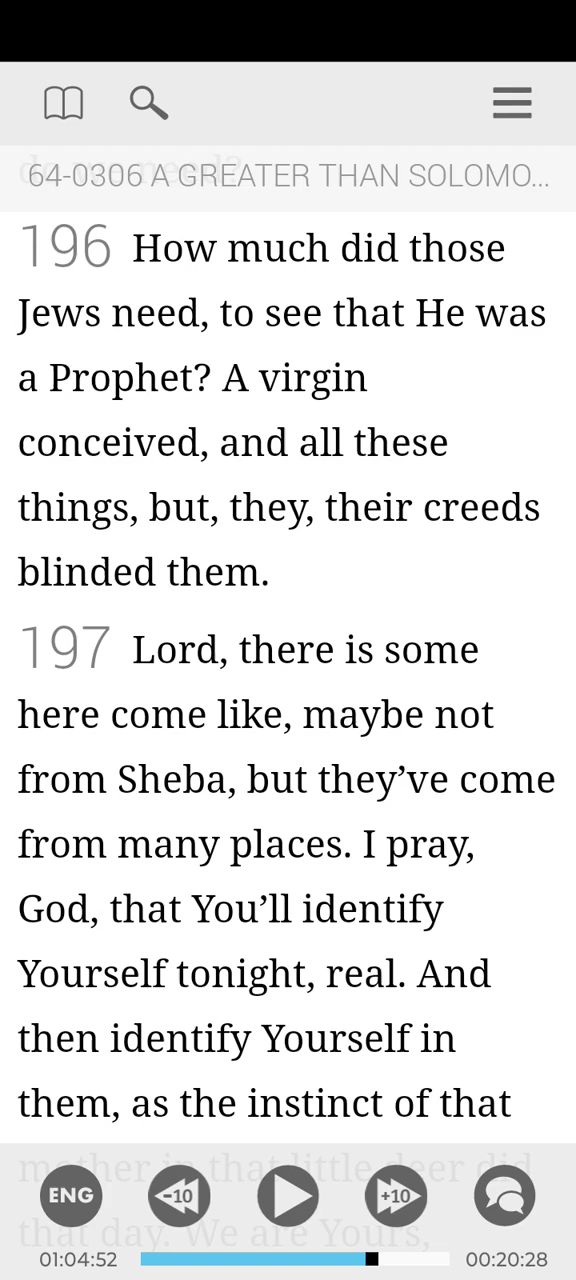 64-0306 A GREATER THAN SOLOMO...
196 How much did those
Jews need, to see that He was
a Prophet? A virgin
conceived, and all these
things, but, they, their creeds
blinded them.
197 Lord, there is some
here come like, maybe not
from Sheba, but they’ve come
from many places. I pray,
God, that You’ll identify
Yourself tonight, real. And
then identify Yourself in
them, as the instinct of that
mother in that little deer did
that day. We are Yours,
ENG -10 +10
01:04:52 00:20:28